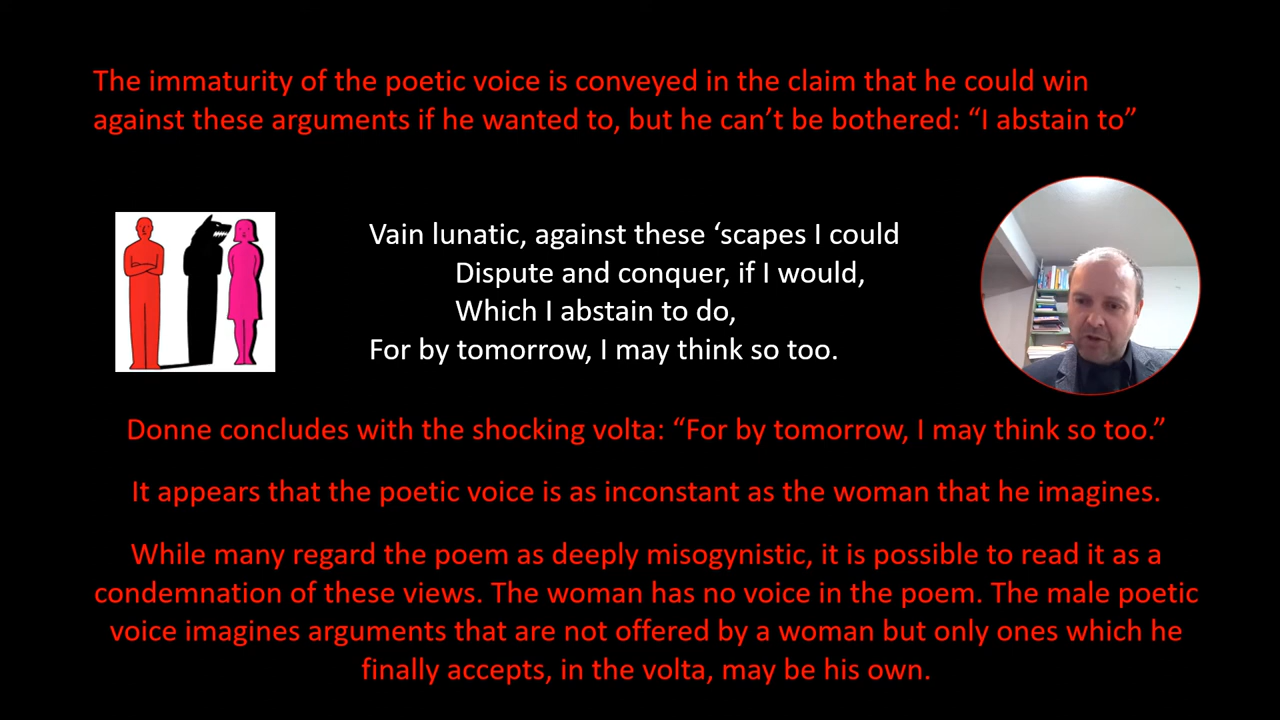 The immaturity of the poetic voice is conveyed in the claim that he could win
against these arguments if he wanted to, but he can’t be bothered: “I abstain to”
Vain lunatic, against these ‘scapes I could
Dispute and conquer, if I would,
Which I abstain to do,
For by tomorrow, I may think so too.
Donne concludes with the shocking volta: “For by tomorrow, I may think so too.”
It appears that the poetic voice is as inconstant as the woman that he imagines.
While many regard the poem as deeply misogynistic, it is possible to read it as a
condemnation of these views. The woman has no voice in the poem. The male poetic
voice imagines arguments that are not offered by a woman but only ones which he
finally accepts, in the volta, may be his own.